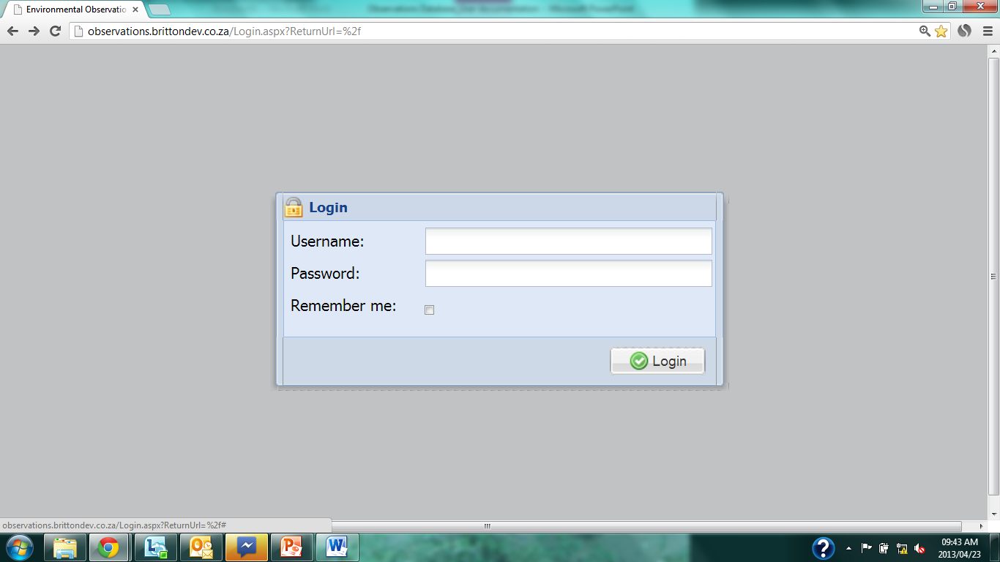 Environmental Observatio
Observations Database User documentation - Microsoft PowerPoint
observations.brittondev.co.za/Login.aspx?ReturnUrl=%2f
Login
Username:
Password:
Remember me:
Login
observations.brittondev.co.za/Login.aspx?ReturnUrl=%2f#
09:43 AM
2013/04/23